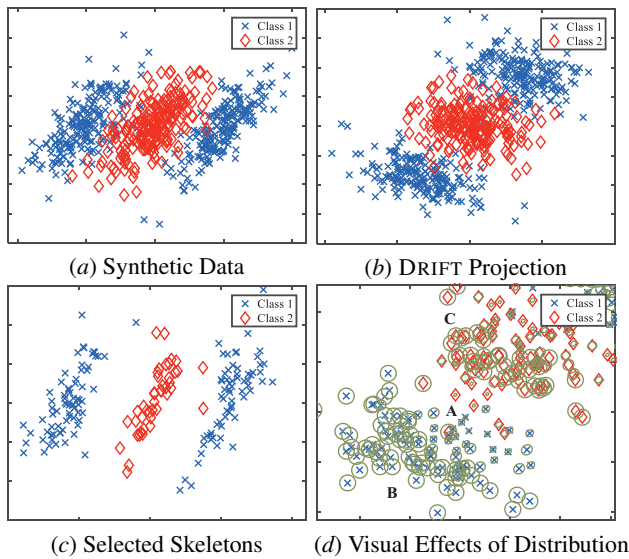 Class 1
Class 2
(a) Synthetic Data
Class 1
Class 2
(b) DRIFT Projection
Class 1
Class 2
(c) Selected Skeletons
Class 1
Class 2
C
A
B
(d) Visual Effects of Distribution